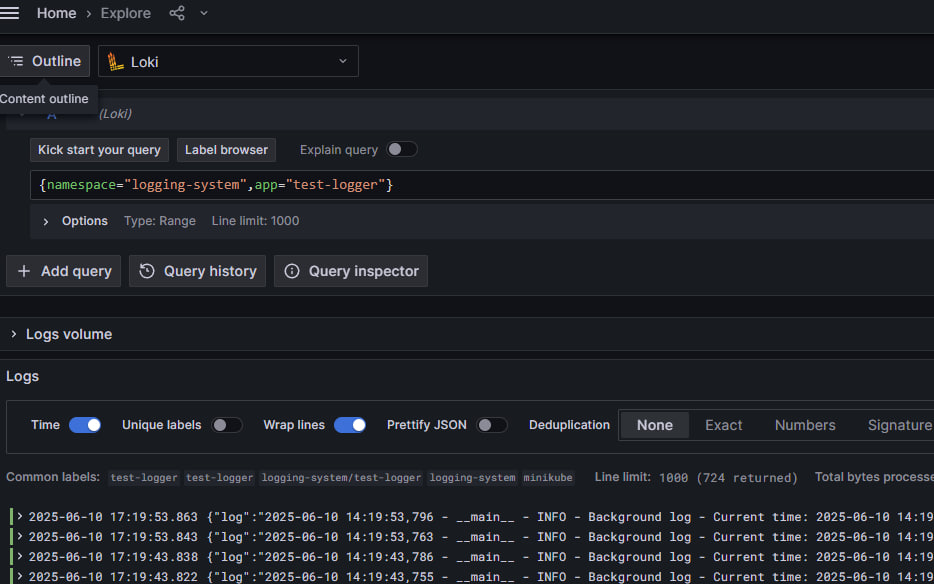 Home › Explore
Outline Loki
Content outline
A (Loki)
Kick start your query Label browser Explain query
{namespace="logging-system",app="test-logger"}
Options Type: Range Line limit: 1000
+ Add query Query history Query inspector
Logs volume
Logs
Time Unique labels Wrap lines Prettify JSON Deduplication None Exact Numbers Signature
Common labels: test-logger test-logger logging-system/test-logger logging-system minikube Line limit: 1000 (724 returned) Total bytes processe
2025-06-10 17:19:53.863 {"log":"2025-06-10 14:19:53,796 - __main__ - INFO - Background log - Current time: 2025-06-10 14:19
2025-06-10 17:19:53.843 {"log":"2025-06-10 14:19:53,763 - __main__ - INFO - Background log - Current time: 2025-06-10 14:19
2025-06-10 17:19:43.838 {"log":"2025-06-10 14:19:43,786 - __main__ - INFO - Background log - Current time: 2025-06-10 14:19
2025-06-10 17:19:43.822 {"log":"2025-06-10 14:19:43,755 - __main__ - INFO - Background log - Current time: 2025-06-10 14:19